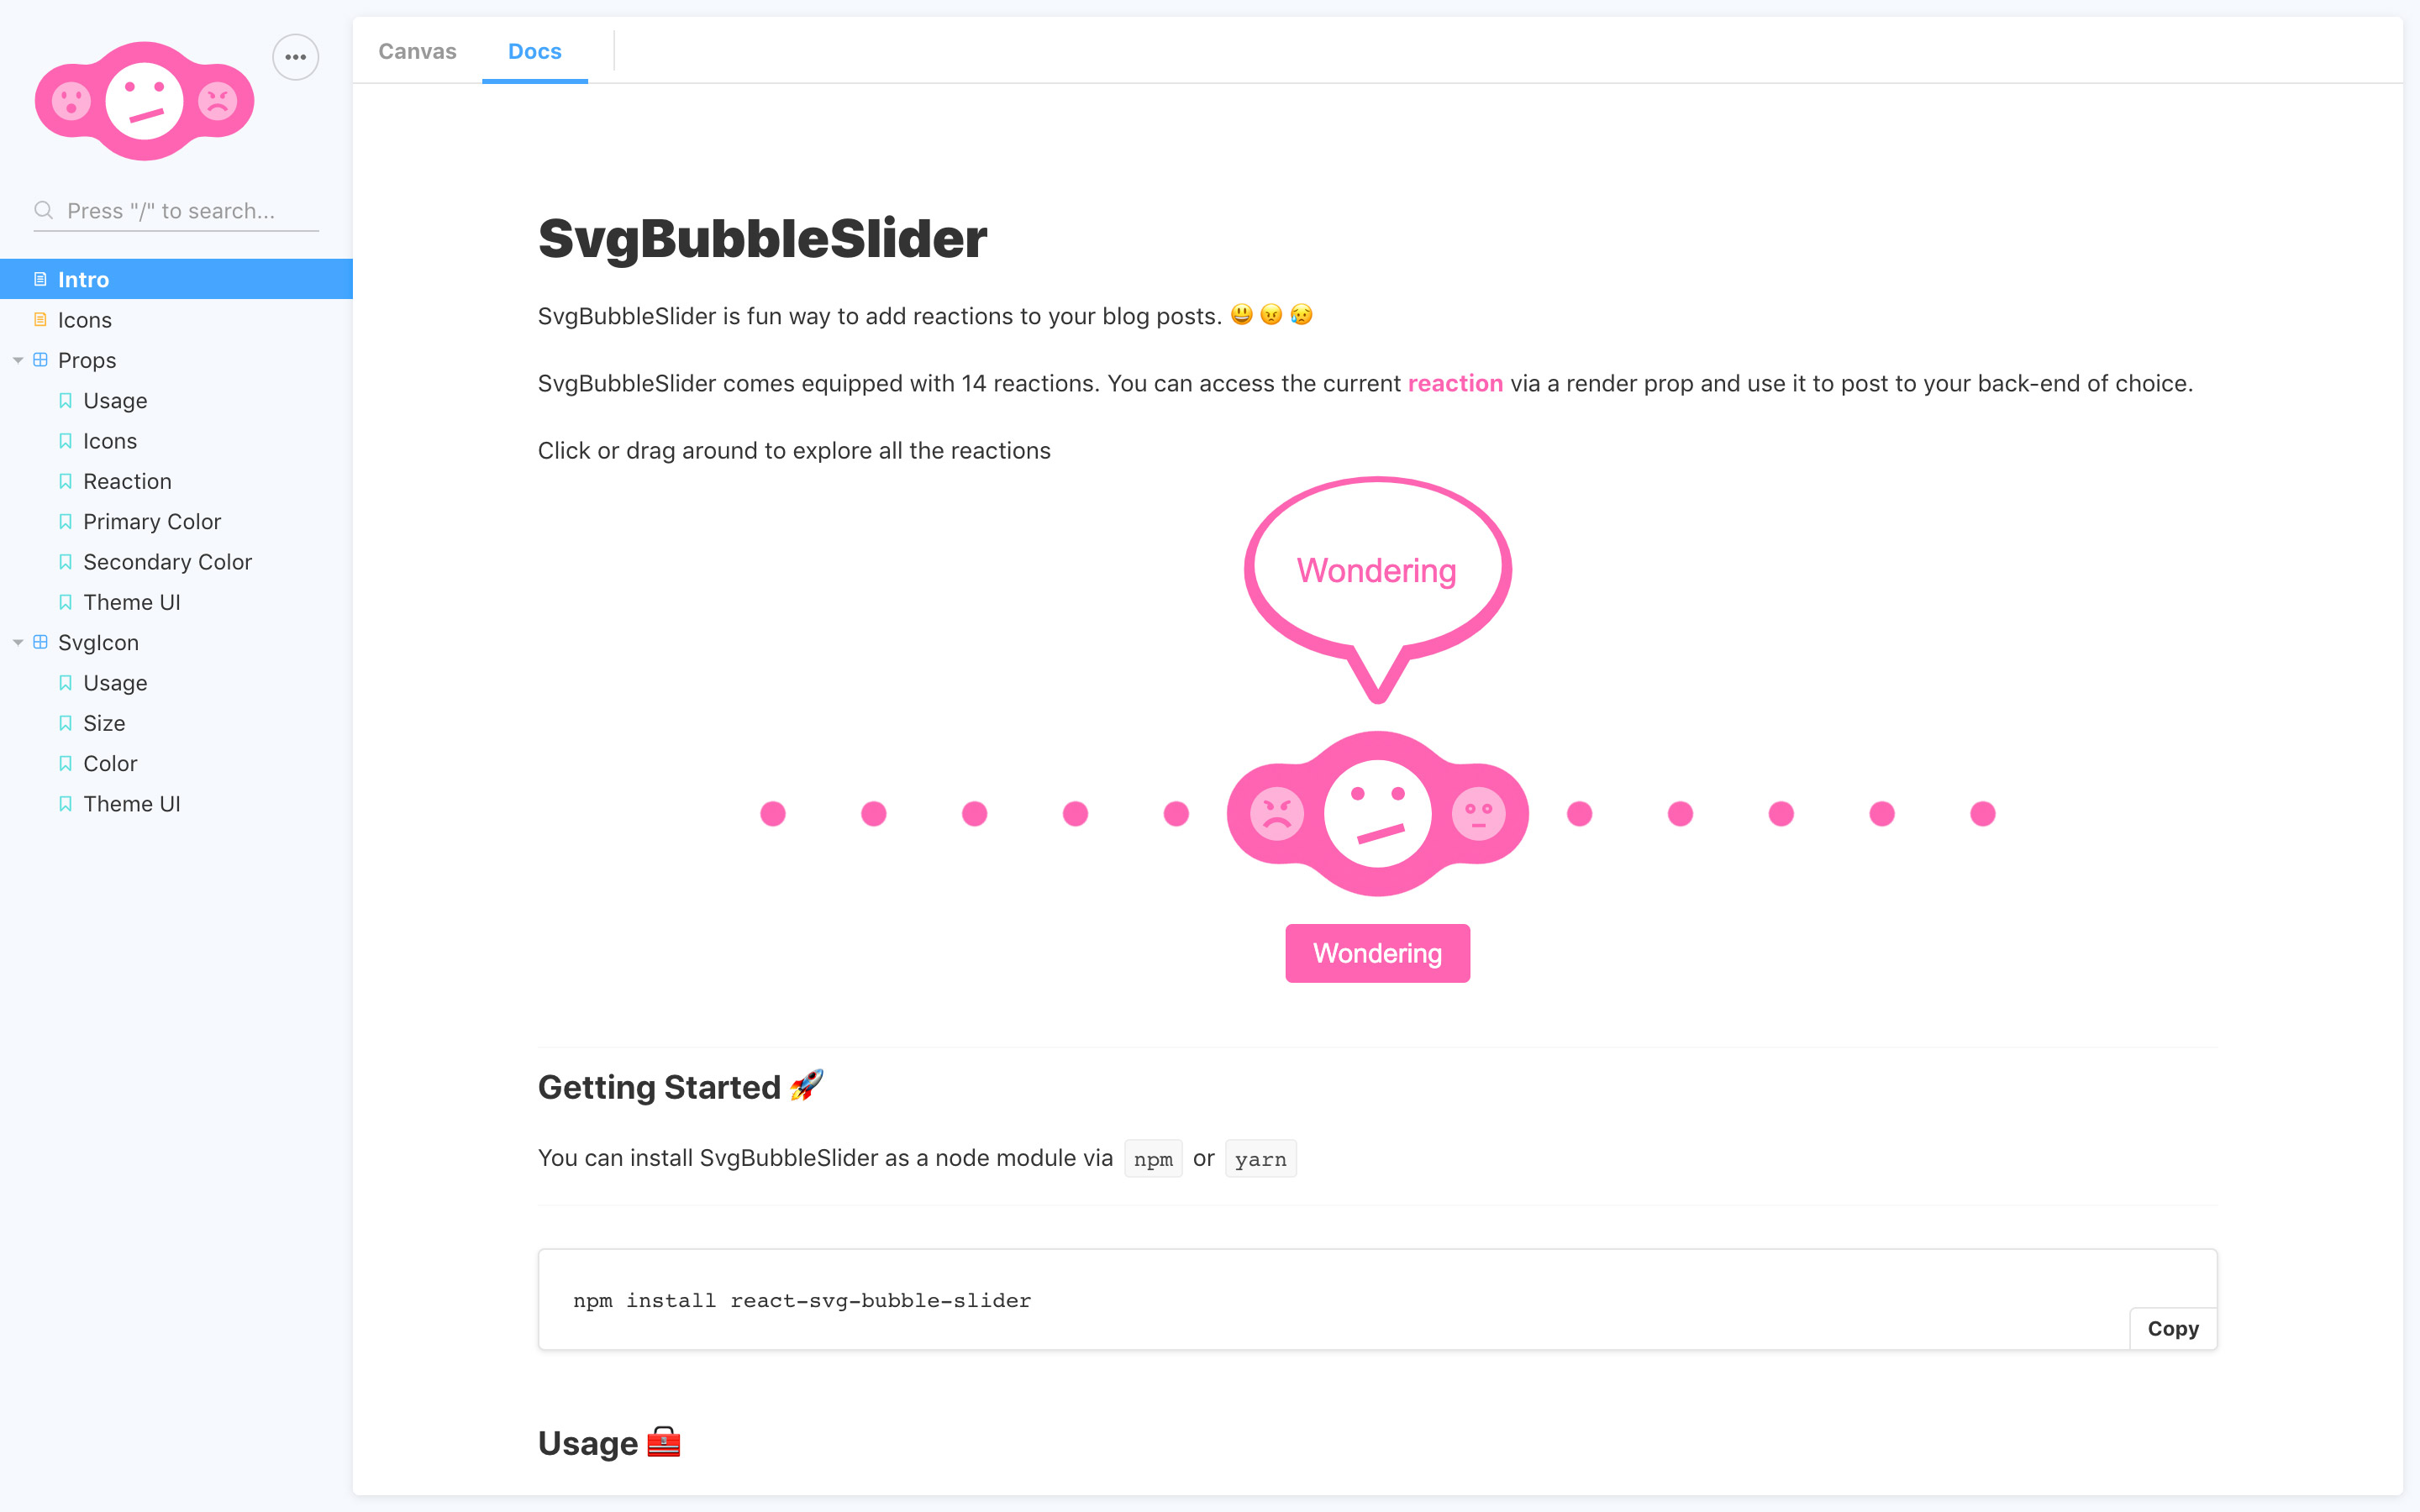 Press "/" to search...
Intro
Icons
Props
Usage
Icons
Reaction
Primary Color
Secondary Color
Theme UI
SvgIcon
Usage
Size
Color
Theme UI
Canvas
Docs
SvgBubbleSlider
SvgBubbleSlider is fun way to add reactions to your blog posts. 😃 😠 😥
SvgBubbleSlider comes equipped with 14 reactions. You can access the current reaction via a render prop and use it to post to your back-end of choice.
Click or drag around to explore all the reactions
Wondering
Wondering
Getting Started 🚀
You can install SvgBubbleSlider as a node module via npm or yarn
npm install react-svg-bubble-slider
Copy
Usage 🧰